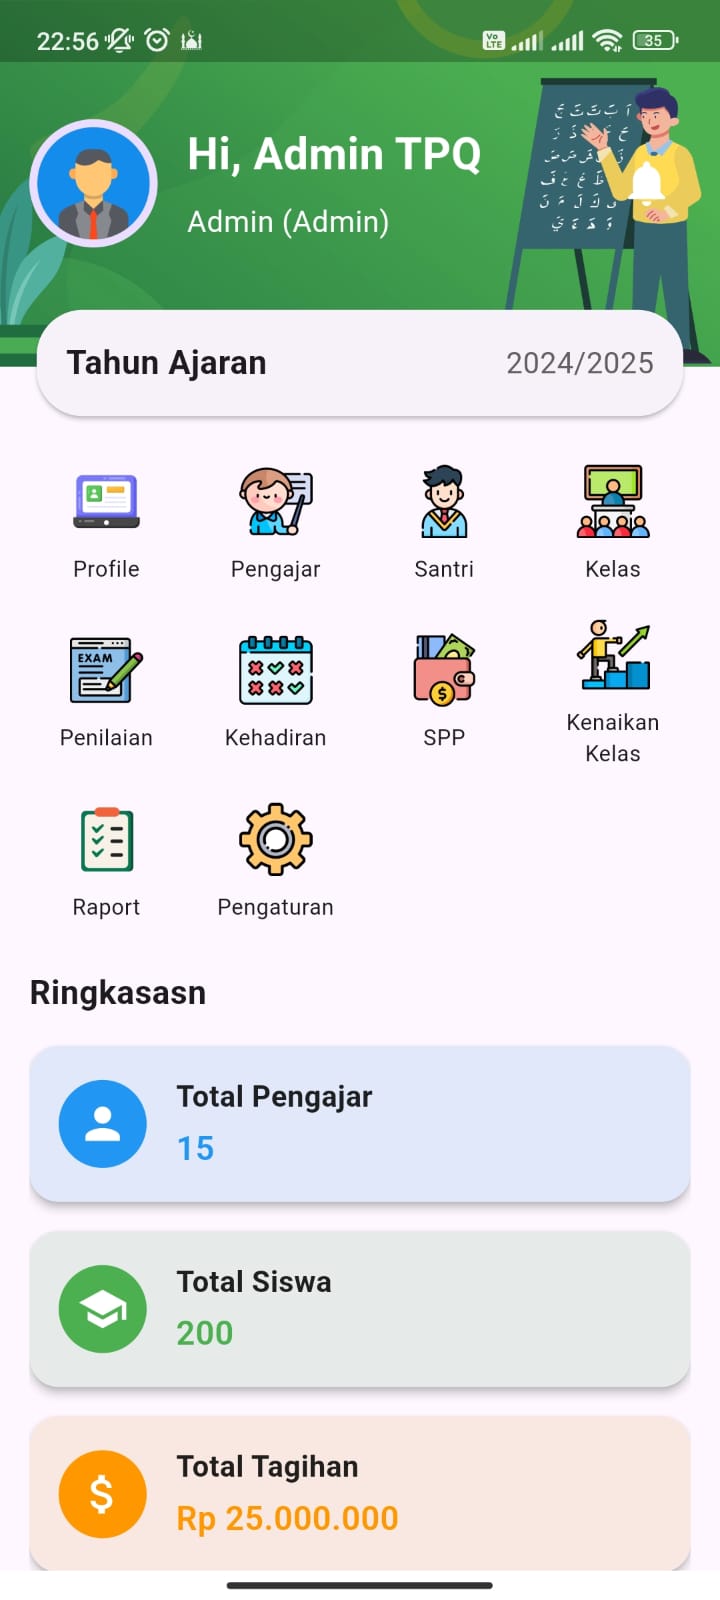 22:56
Vo LTE
35
Hi, Admin TPQ
Admin (Admin)
Tahun Ajaran
2024/2025
Profile
Pengajar
Santri
Kelas
EXAM
Penilaian
Kehadiran
SPP
Kenaikan
Kelas
Raport
Pengaturan
Ringkasasn
Total Pengajar
15
Total Siswa
200
Total Tagihan
Rp 25.000.000